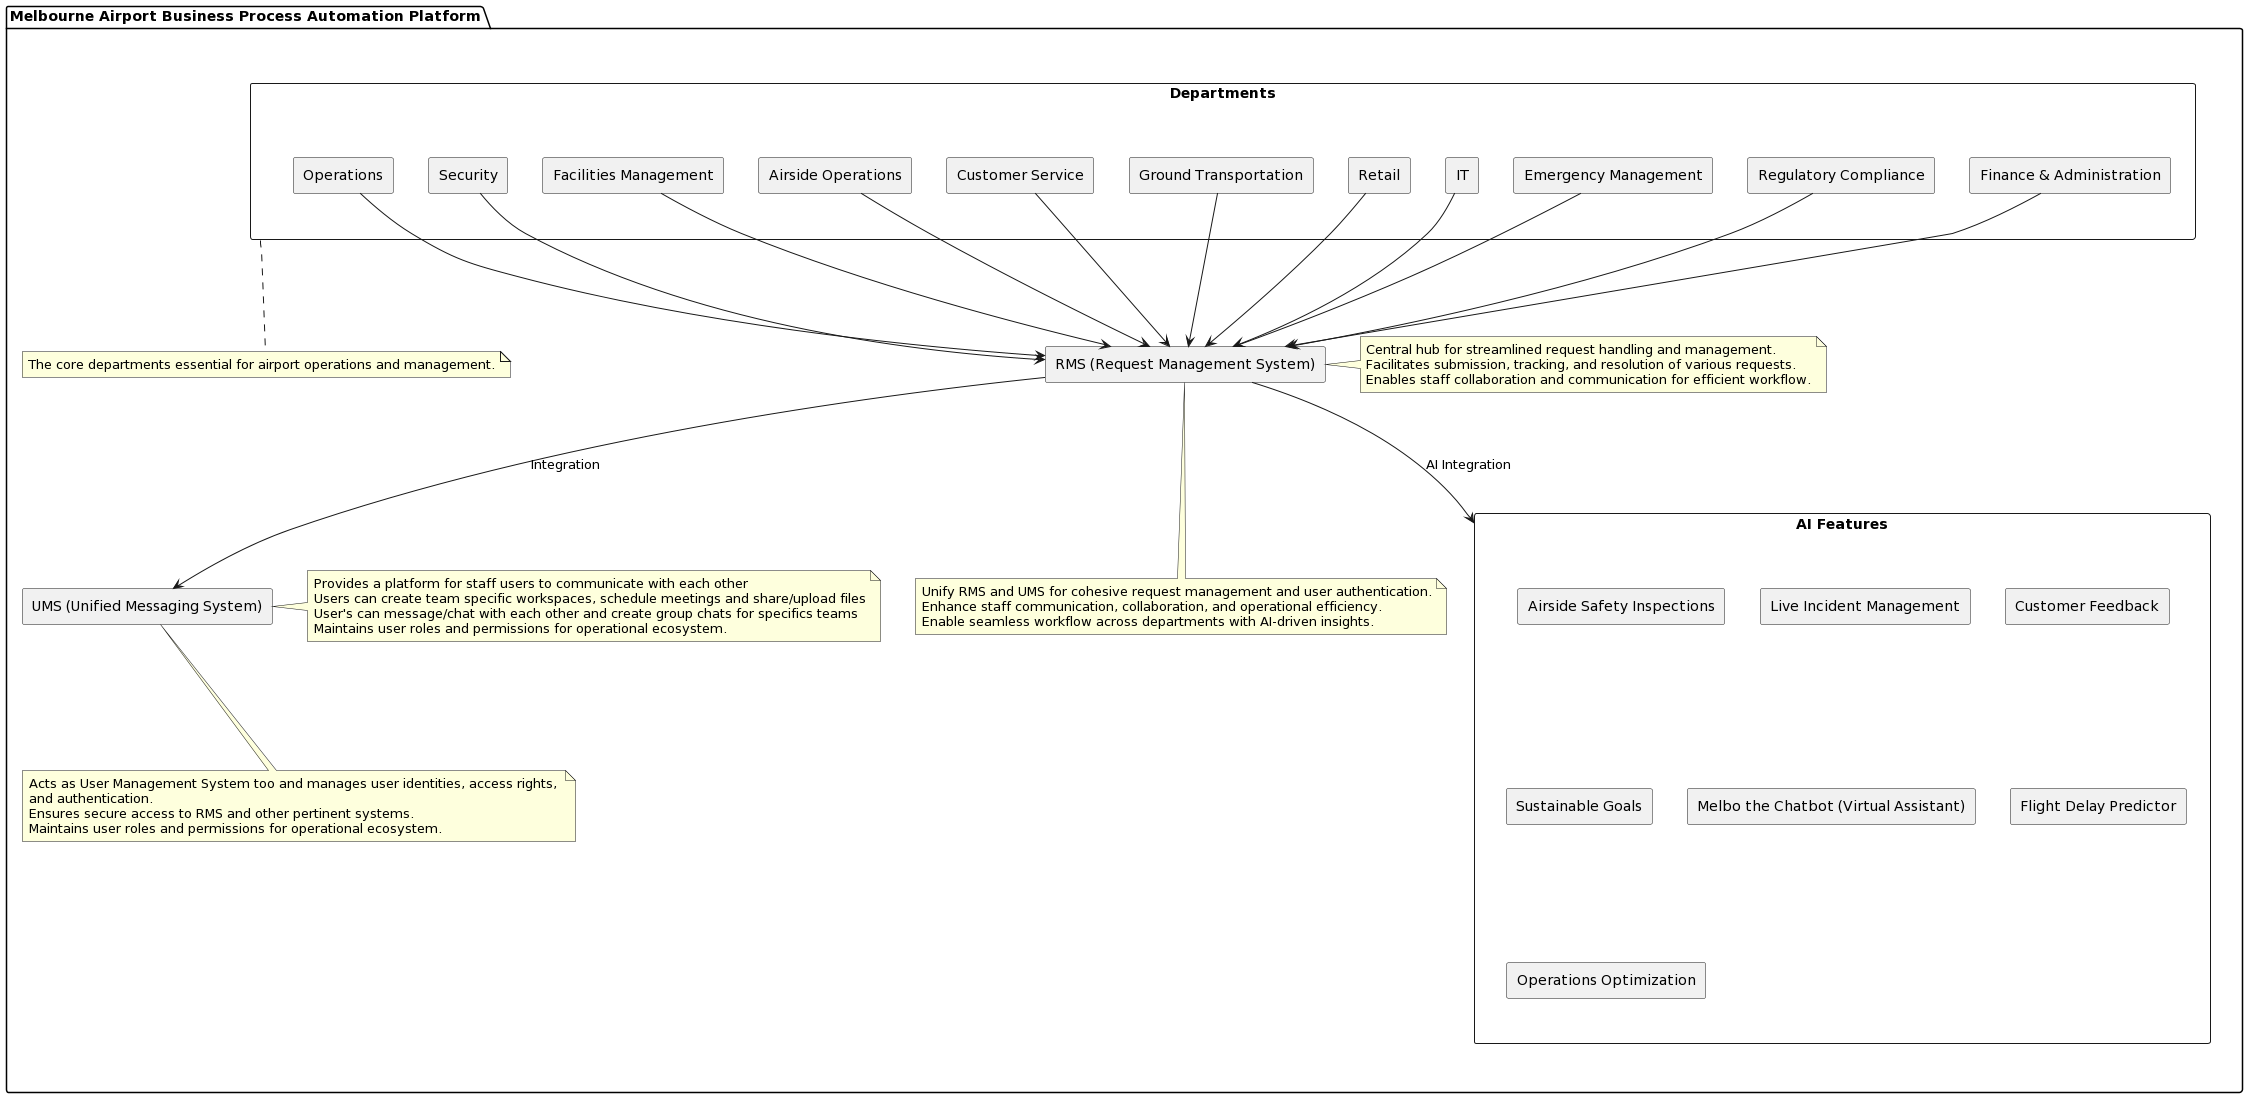 Melbourne Airport Business Process Automation Platform
Departments
Operations
Security
Facilities Management
Airside Operations
Customer Service
Ground Transportation
Retail
IT
Emergency Management
Regulatory Compliance
Finance & Administration
The core departments essential for airport operations and management.
RMS (Request Management System)
Central hub for streamlined request handling and management.
Facilitates submission, tracking, and resolution of various requests.
Enables staff collaboration and communication for efficient workflow.
Integration
AI Integration
AI Features
UMS (Unified Messaging System)
Provides a platform for staff users to communicate with each other
Users can create team specific workspaces, schedule meetings and share/upload files
User's can message/chat with each other and create group chats for specifics teams
Maintains user roles and permissions for operational ecosystem.
Unify RMS and UMS for cohesive request management and user authentication.
Enhance staff communication, collaboration, and operational efficiency.
Enable seamless workflow across departments with AI-driven insights.
Airside Safety Inspections
Live Incident Management
Customer Feedback
Acts as User Management System too and manages user identities, access rights,
and authentication.
Ensures secure access to RMS and other pertinent systems.
Maintains user roles and permissions for operational ecosystem.
Sustainable Goals
Melbo the Chatbot (Virtual Assistant)
Flight Delay Predictor
Operations Optimization